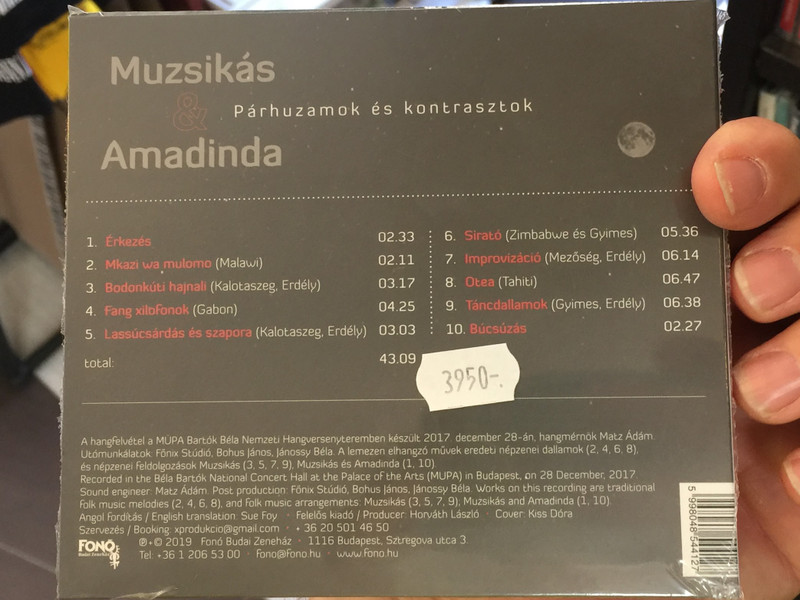 Muzsikás
&
Párhuzamok és kontrasztok
Amadinda
1. Érkezés 02.33
2. Mkazi wa mulomo (Malawi) 02.11
3. Bodonkúti hajnali (Kalotaszeg, Erdély) 03.17
4. Fang xilofonok (Gabon) 04.25
5. Lassúcsárdás és szapora (Kalotaszeg, Erdély) 03.03
total: 43.09
6. Sirató (Zimbabwe és Gyimes) 05.36
7. Improvizáció (Mezőség, Erdély) 06.14
8. Otea (Tahiti) 06.47
9. Táncdallamok (Gyimes, Erdély) 06.38
10. Búcsúzás 02.27
3950-.
A hangfelvétel a MÜPA Bartók Béla Nemzeti Hangversenyteremben készült 2017. december 28-án, hangmérnök Matz Ádám.
Utómunkálatok: Főnix Stúdió, Bohus János, Jánossy Béla. A lemezen elhangzó művek eredeti népzenei dallamok (2, 4, 6, 8),
és népzenei feldolgozások Muzsikás (3, 5, 7, 9), Muzsikás és Amadinda (1, 10).
Recorded in the Béla Bartók National Concert Hall at the Palace of the Arts (MUPA) in Budapest, on 28 December, 2017.
Sound engineer: Matz Ádám. Post production: Főnix Stúdió, Bohus János, Jánossy Béla. Works on this recording are traditional
folk music melodies (2, 4, 6, 8), and folk music arrangements: Muzsikás (3, 5, 7, 9), Muzsikás and Amadinda (1, 10).
Angol fordítás / English translation: Sue Foy · Felelős kiadó / Producer: Horváth László · Cover: Kiss Dóra
Szervezés / Booking: xprodukcio@gmail.com · + 36 20 501 46 50
℗+© 2019 Fonó Budai Zeneház · 1116 Budapest, Sztregova utca 3.
Tel: +36 1 206 53 00 · Fono@fono.hu · www.fono.hu
FONÓ
5 998048 544127